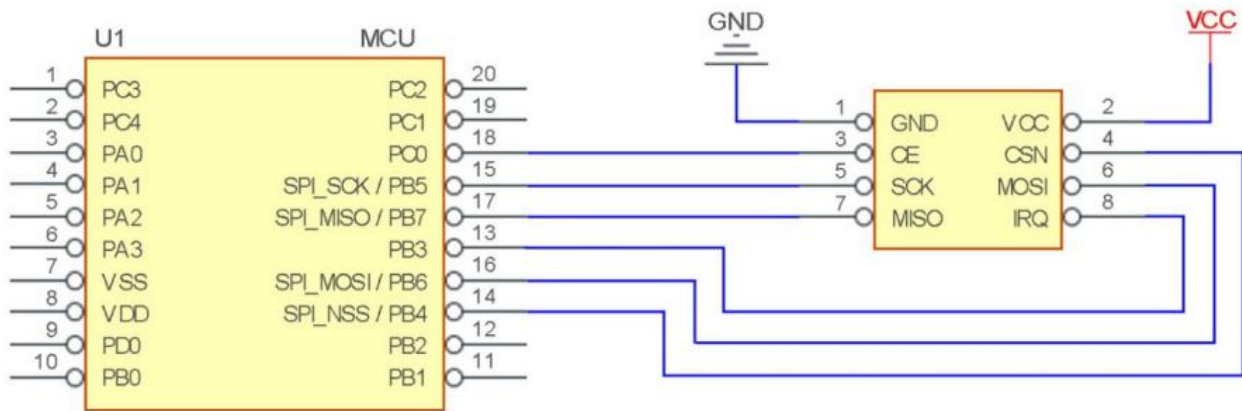 GND
VCC
U1 MCU
1 PC3 PC2 20
2 PC4 PC1 19
3 PA0 PC0 18
4 PA1 SPI_SCK / PB5 15
5 PA2 SPI_MISO / PB7 17
6 PA3 PB3 13
7 VSS SPI_MOSI / PB6 16
8 VDD SPI_NSS / PB4 14
9 PD0 PB2 12
10 PB0 PB1 11
1 GND VCC 2
3 CE CSN 4
5 SCK MOSI 6
7 MISO IRQ 8